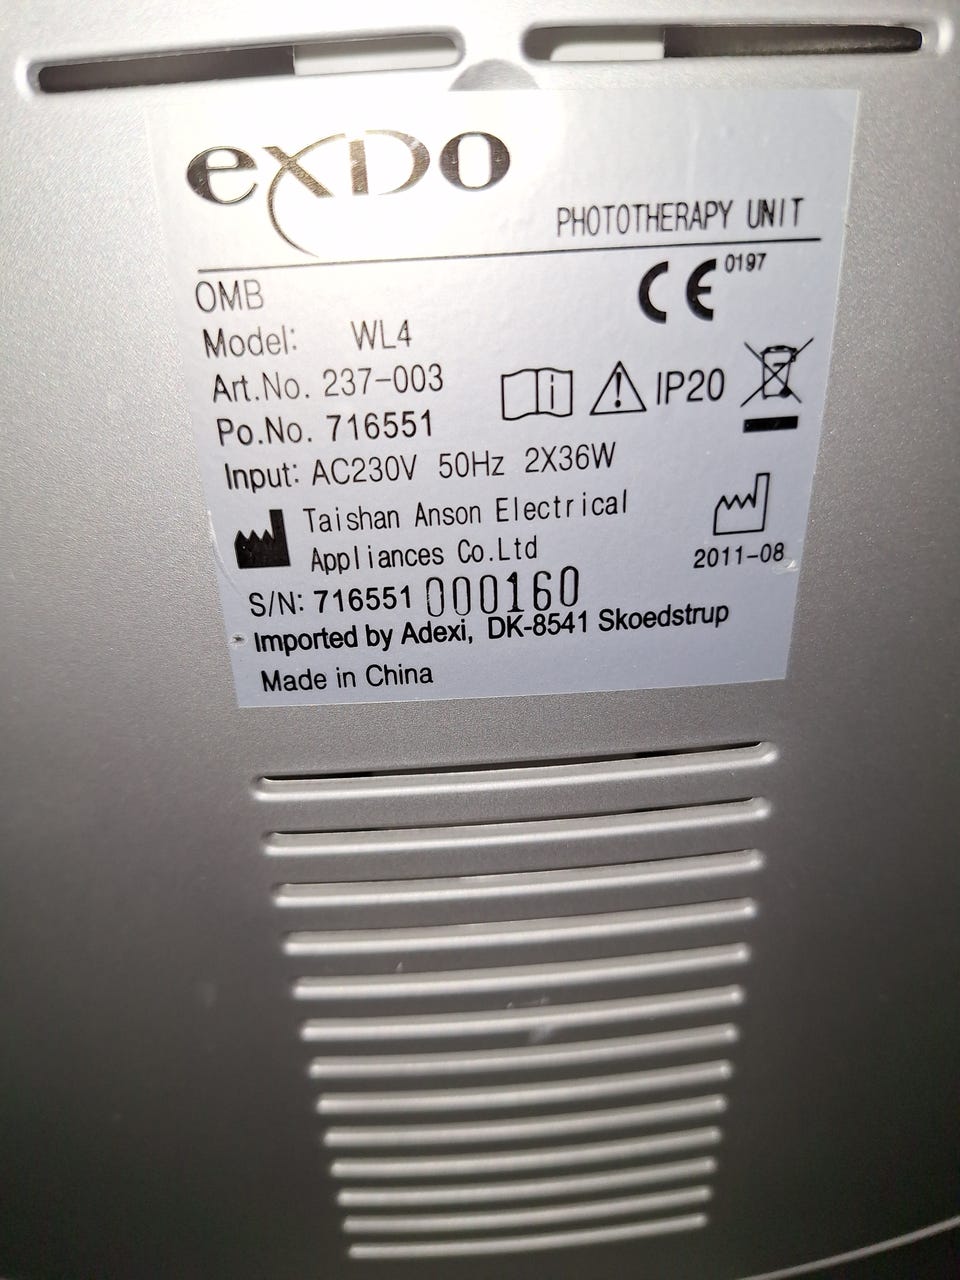 exDo
PHOTOTHERAPY UNIT
OMB
CE 0197
Model: WL4
Art.No. 237-003
IP20
Po.No. 716551
Input: AC230V 50Hz 2X36W
Taishan Anson Electrical
Appliances Co.Ltd
2011-08
S/N: 716551 000160
Imported by Adexi, DK-8541 Skoedstrup
Made in China